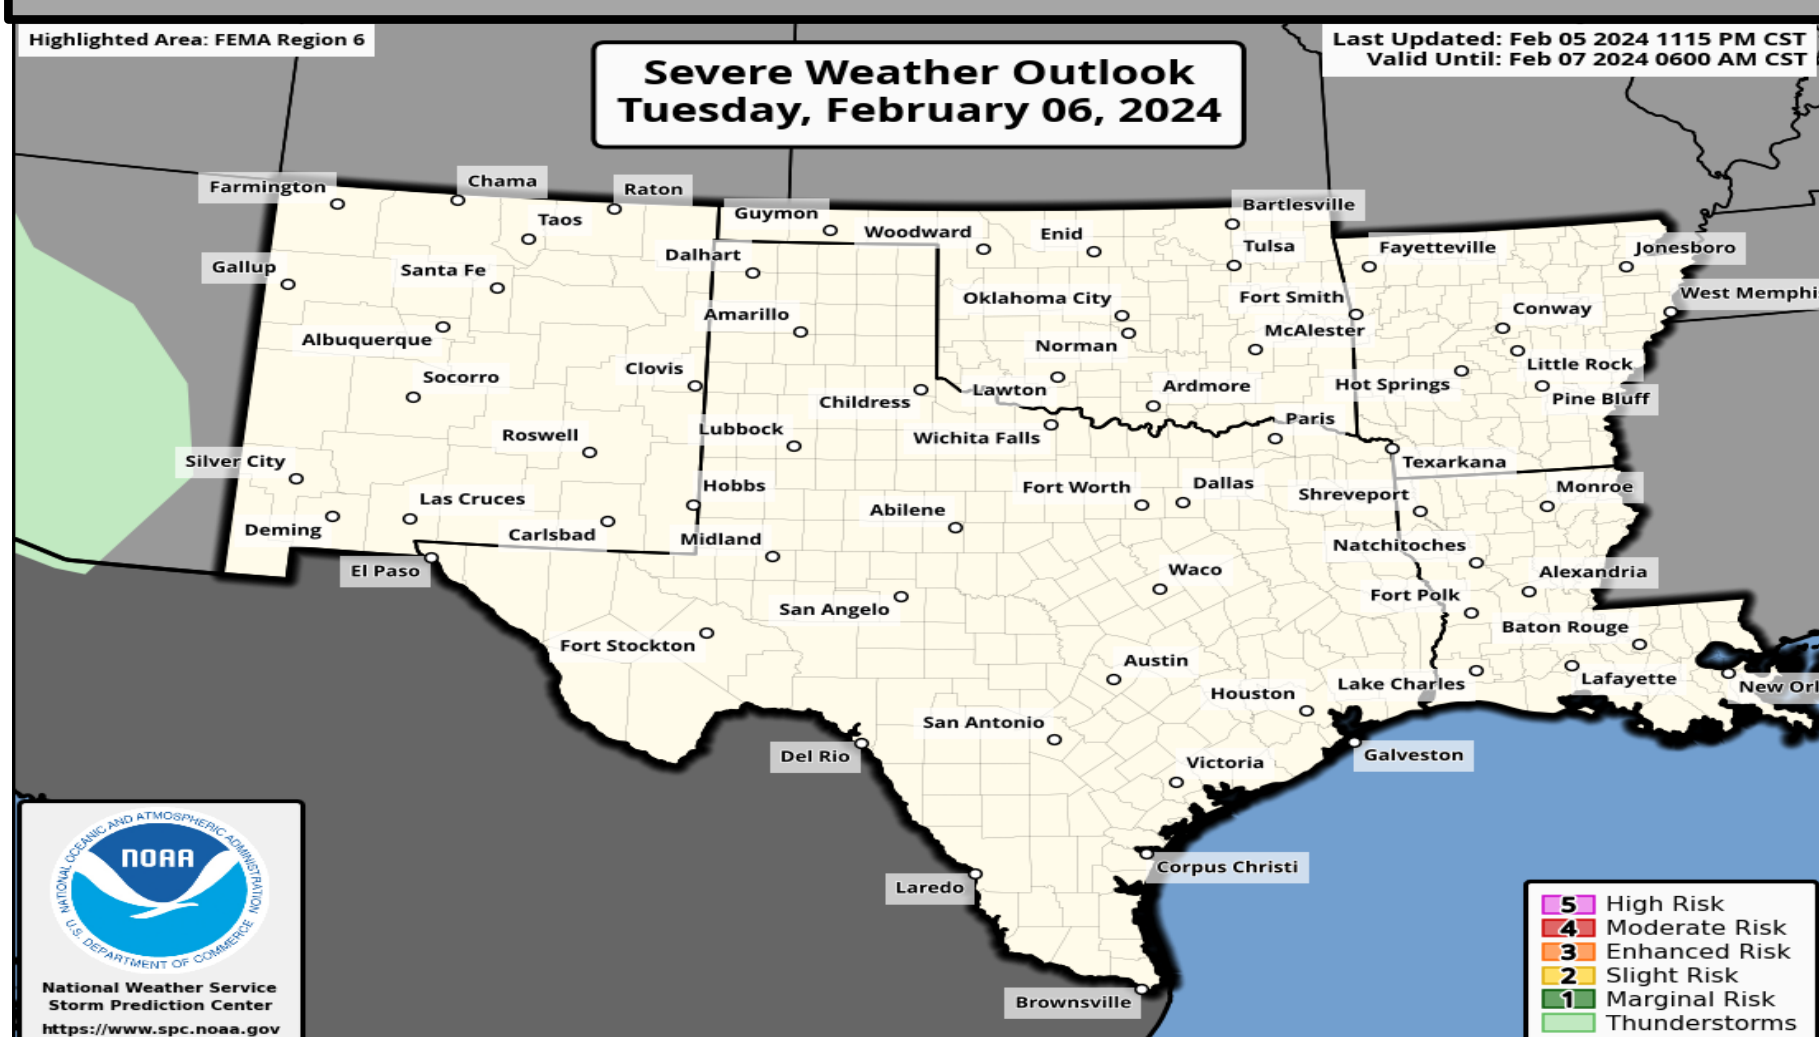 Highlighted Area: FEMA Region 6
Severe Weather Outlook
Tuesday, February 06, 2024
Last Updated: Feb 05 2024 1115 PM CST
Valid Until: Feb 07 2024 0600 AM CST
Farmington
Chama
Raton
Taos
Guymon
Woodward
Enid
Bartlesville
Tulsa
Fayetteville
Jonesboro
Gallup
Santa Fe
Dalhart
Oklahoma City
Fort Smith
West Memphi
Albuquerque
Amarillo
Norman
McAlester
Conway
Socorro
Clovis
Childress
Lawton
Ardmore
Hot Springs
Little Rock
Pine Bluff
Roswell
Lubbock
Wichita Falls
Paris
Texarkana
Silver City
Las Cruces
Hobbs
Fort Worth
Dallas
Shreveport
Monroe
Deming
Carlsbad
Midland
Abilene
Natchitoches
El Paso
Waco
Fort Polk
Alexandria
San Angelo
Fort Stockton
Baton Rouge
Austin
Houston
Lake Charles
Lafayette
New Orl
San Antonio
Del Rio
Victoria
Galveston
Laredo
Corpus Christi
Brownsville
NATIONAL OCEANIC AND ATMOSPHERIC ADMINISTRATION
NOAA
U.S. DEPARTMENT OF COMMERCE
National Weather Service
Storm Prediction Center
https://www.spc.noaa.gov
5 High Risk
4 Moderate Risk
3 Enhanced Risk
2 Slight Risk
1 Marginal Risk
Thunderstorms